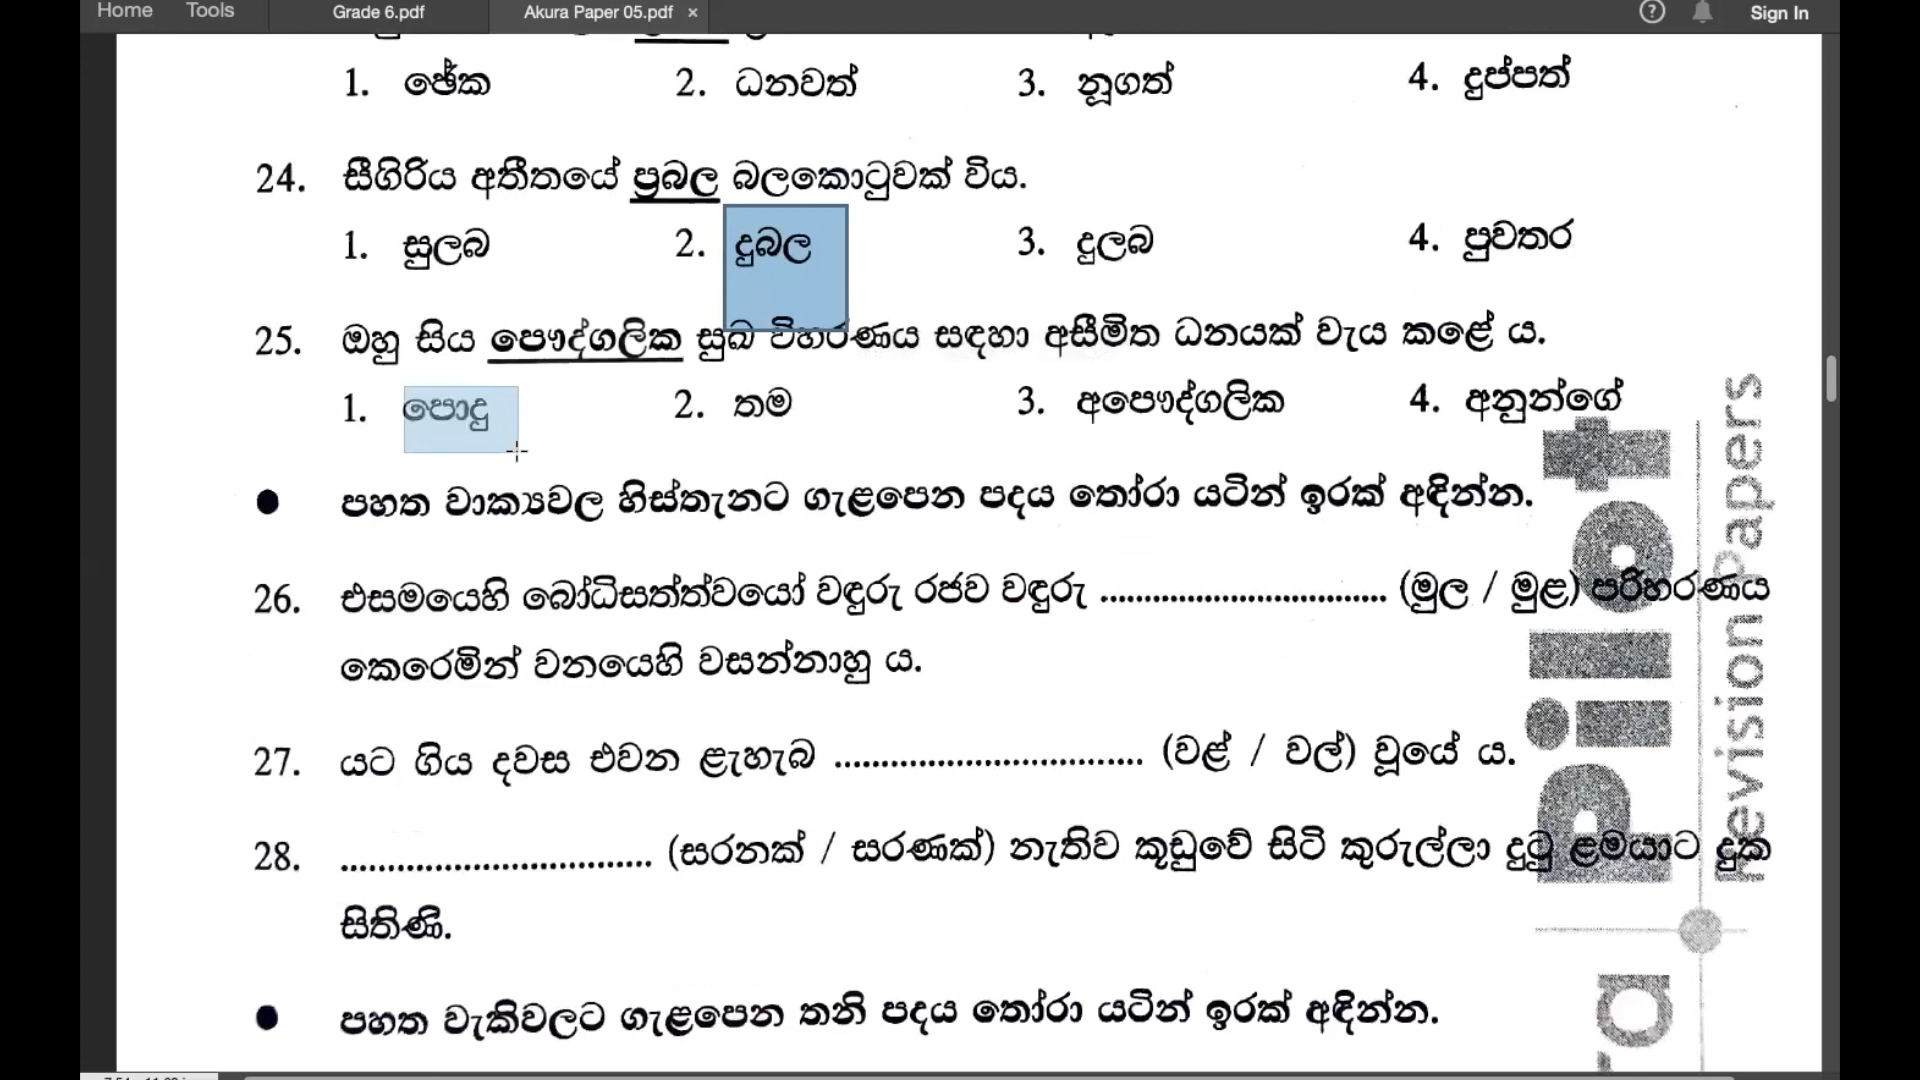 Home Tools Grade 6.pdf Akura Paper 05.pdf × Sign In
1. ඡේක 2. ධනවත් 3. නූගත් 4. දුප්පත්
24. සීගිරිය අතීතයේ ප්‍රබල බලකොටුවක් විය.
1. සුලබ 2. දුබල 3. දුලබ 4. පුවතර
25. ඔහු සිය පෞද්ගලික සුඛ විහරණය සඳහා අසීමිත ධනයක් වැය කළේ ය.
1. පොදු 2. තම 3. අපෞද්ගලික 4. අනුන්ගේ
● පහත වාක්‍යවල හිස්තැනට ගැළපෙන පදය තෝරා යටින් ඉරක් අඳින්න.
26. එසමයෙහි බෝධිසත්ත්වයෝ වඳුරු රජව වඳුරු ................................ (මුල / මුළ) පරිහරණය
කෙරෙමින් වනයෙහි වසන්නාහු ය.
27. යට ගිය දවස එවන ළැහැබ ................................ (වළ් / වල්) වූයේ ය.
28. ................................ (සරනක් / සරණක්) නැතිව කූඩුවේ සිටි කුරුල්ලා දුටු ළමයාට දුක
සිතිණි.
● පහත වැකිවලට ගැළපෙන තනි පදය තෝරා යටින් ඉරක් අඳින්න.
Pilot
Revision Papers